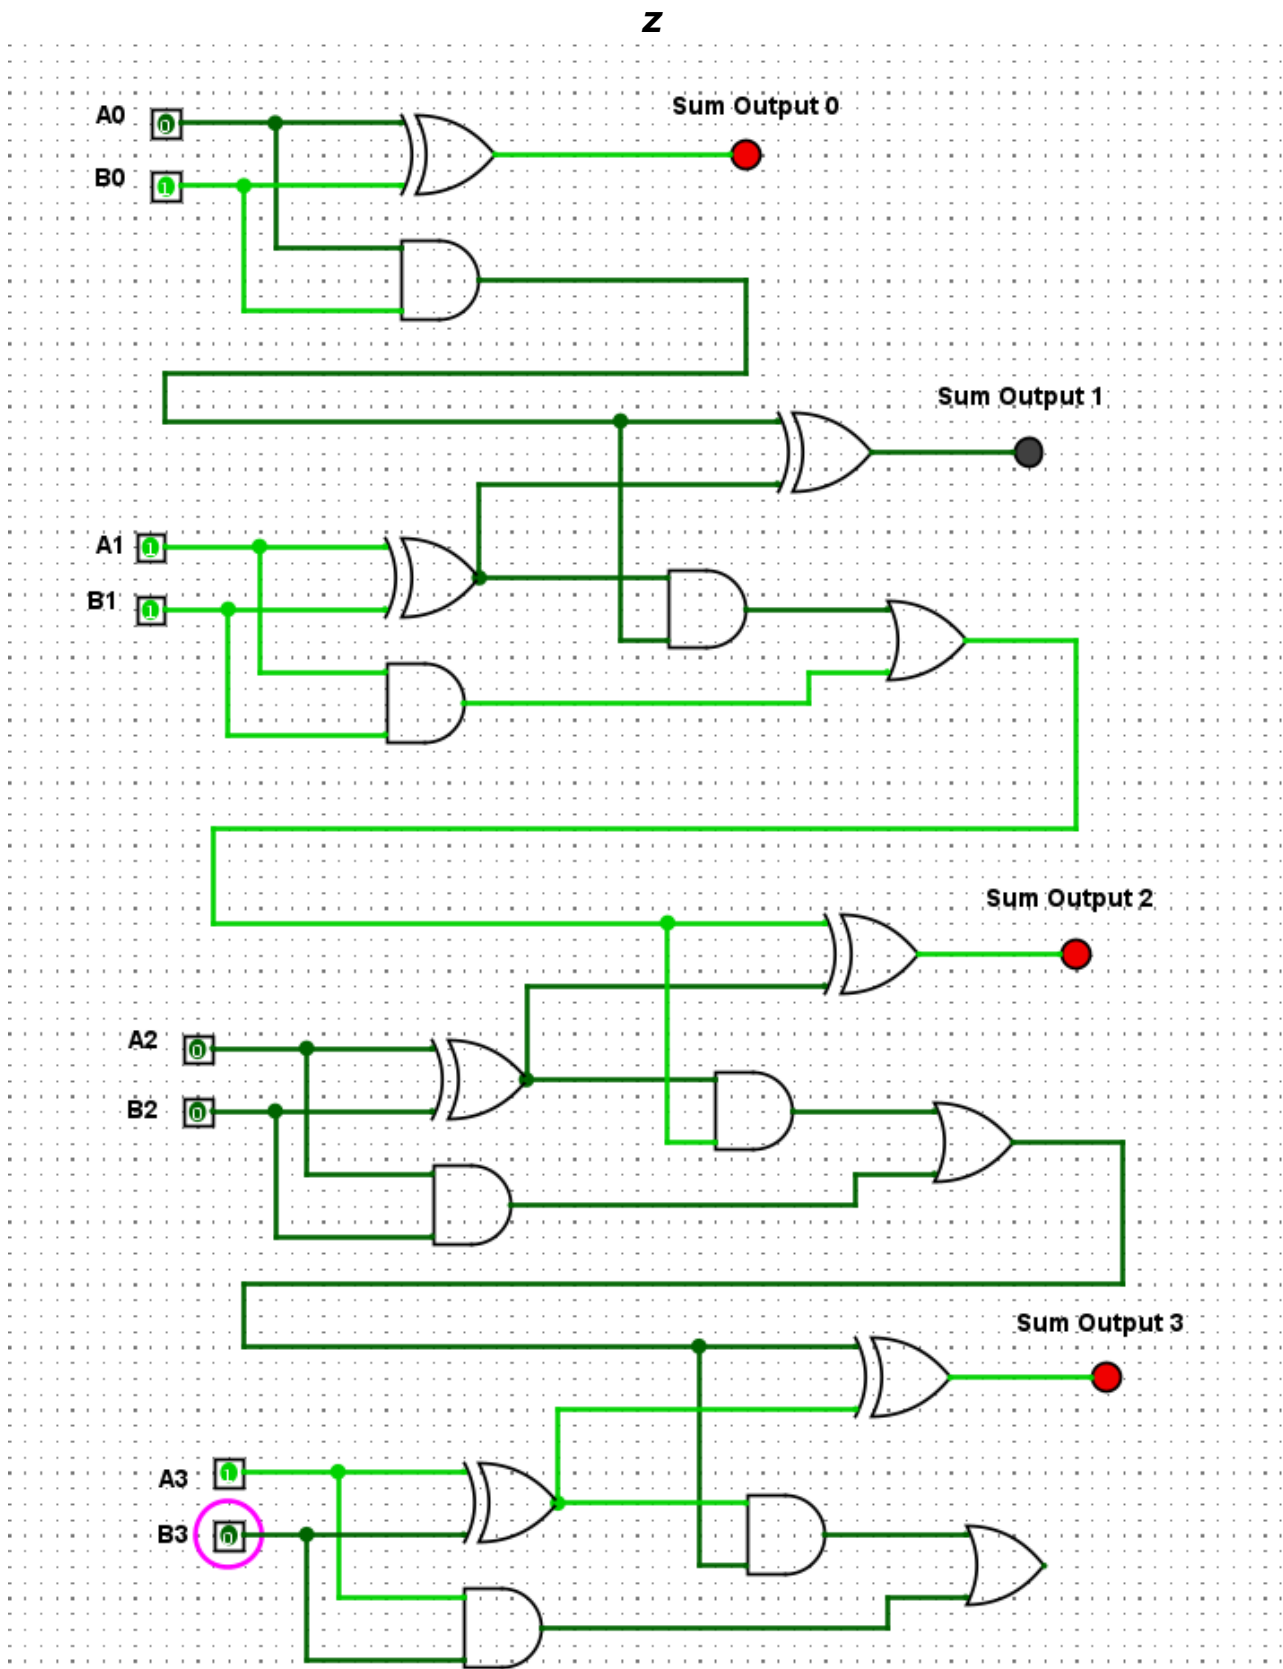 z
Sum Output 0
A0 0
B0 1
Sum Output 1
A1 1
B1 1
Sum Output 2
A2 0
B2 0
Sum Output 3
A3 1
B3 0